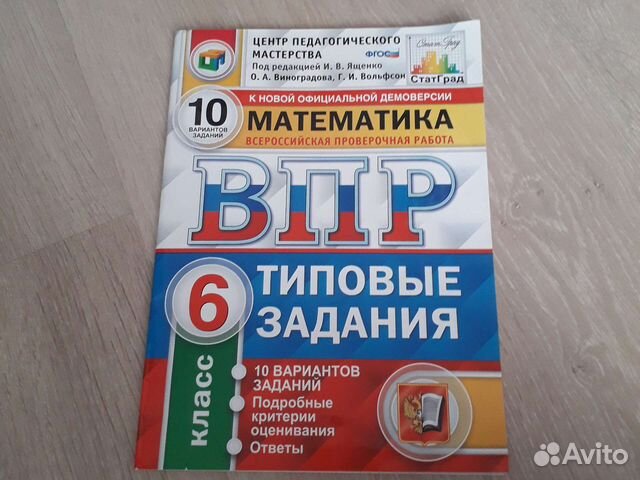 ЦЕНТР ПЕДАГОГИЧЕСКОГО
МАСТЕРСТВА
ФГОС
Под редакцией И. В. Ященко
О. А. Виноградова, Г. И. Вольфсон
СтатГрад
СтатГрад
К НОВОЙ ОФИЦИАЛЬНОЙ ДЕМОВЕРСИИ
10
ВАРИАНТОВ
ЗАДАНИЙ
МАТЕМАТИКА
ВСЕРОССИЙСКАЯ ПРОВЕРОЧНАЯ РАБОТА
ВПР
6
класс
ТИПОВЫЕ
ЗАДАНИЯ
10 ВАРИАНТОВ
ЗАДАНИЙ
Подробные
критерии
оценивания
Ответы
Avito